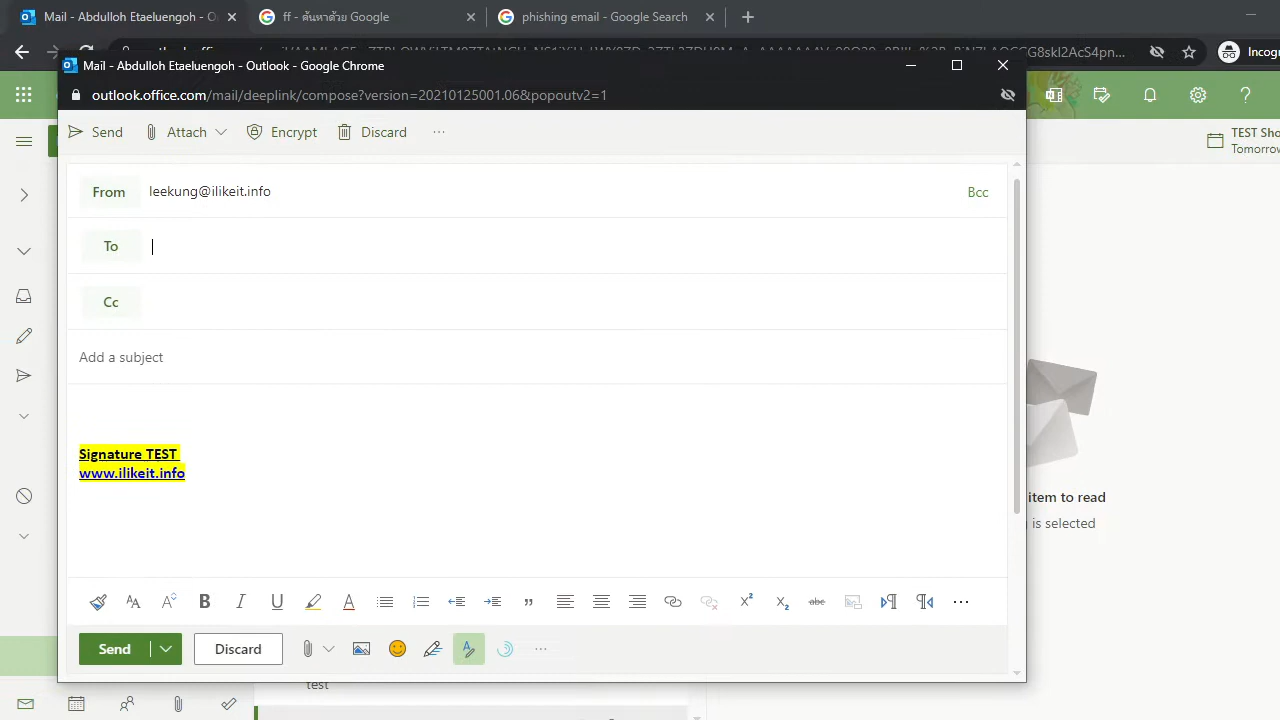 Mail - Abdulloh Etaeluengoh - O
ff - ค้นหาด้วย Google
phishing email - Google Search
G8skl2AcS4pn...
Incog
Mail - Abdulloh Etaeluengoh - Outlook - Google Chrome
outlook.office.com/mail/deeplink/compose?version=20210125001.06&popoutv2=1
Send
Attach
Encrypt
Discard
TEST Sho
Tomorrow
From leekung@ilikeit.info
Bcc
To
Cc
Add a subject
Signature TEST
www.ilikeit.info
item to read
is selected
Send
Discard
test